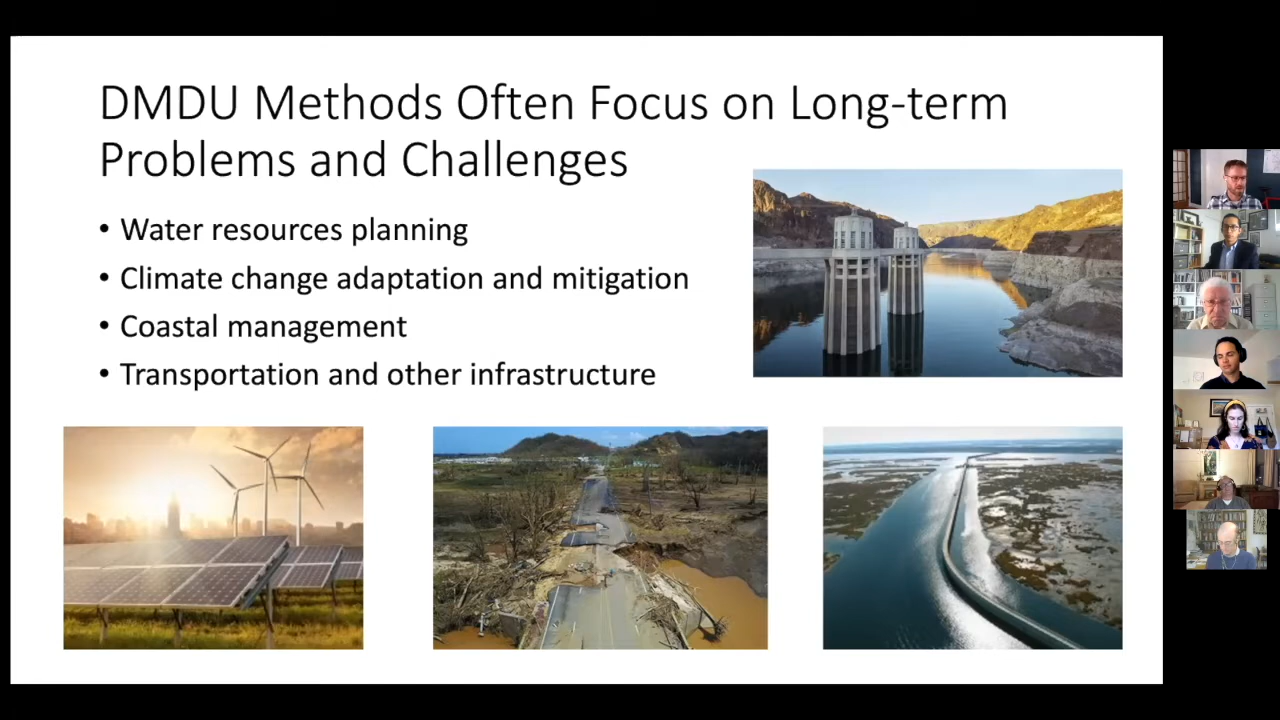 DMDU Methods Often Focus on Long-term
Problems and Challenges
• Water resources planning
• Climate change adaptation and mitigation
• Coastal management
• Transportation and other infrastructure